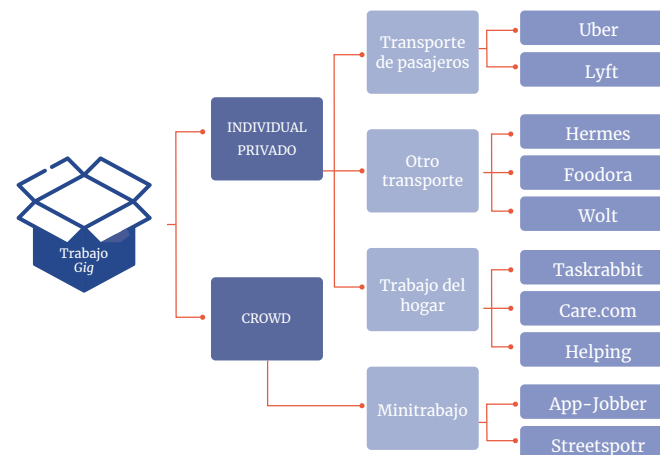 Trabajo
Gig
INDIVIDUAL
PRIVADO
CROWD
Transporte
de pasajeros
Otro
transporte
Trabajo del
hogar
Minitrabajo
Uber
Lyft
Hermes
Foodora
Wolt
Taskrabbit
Care.com
Helping
App-Jobber
Streetspotr